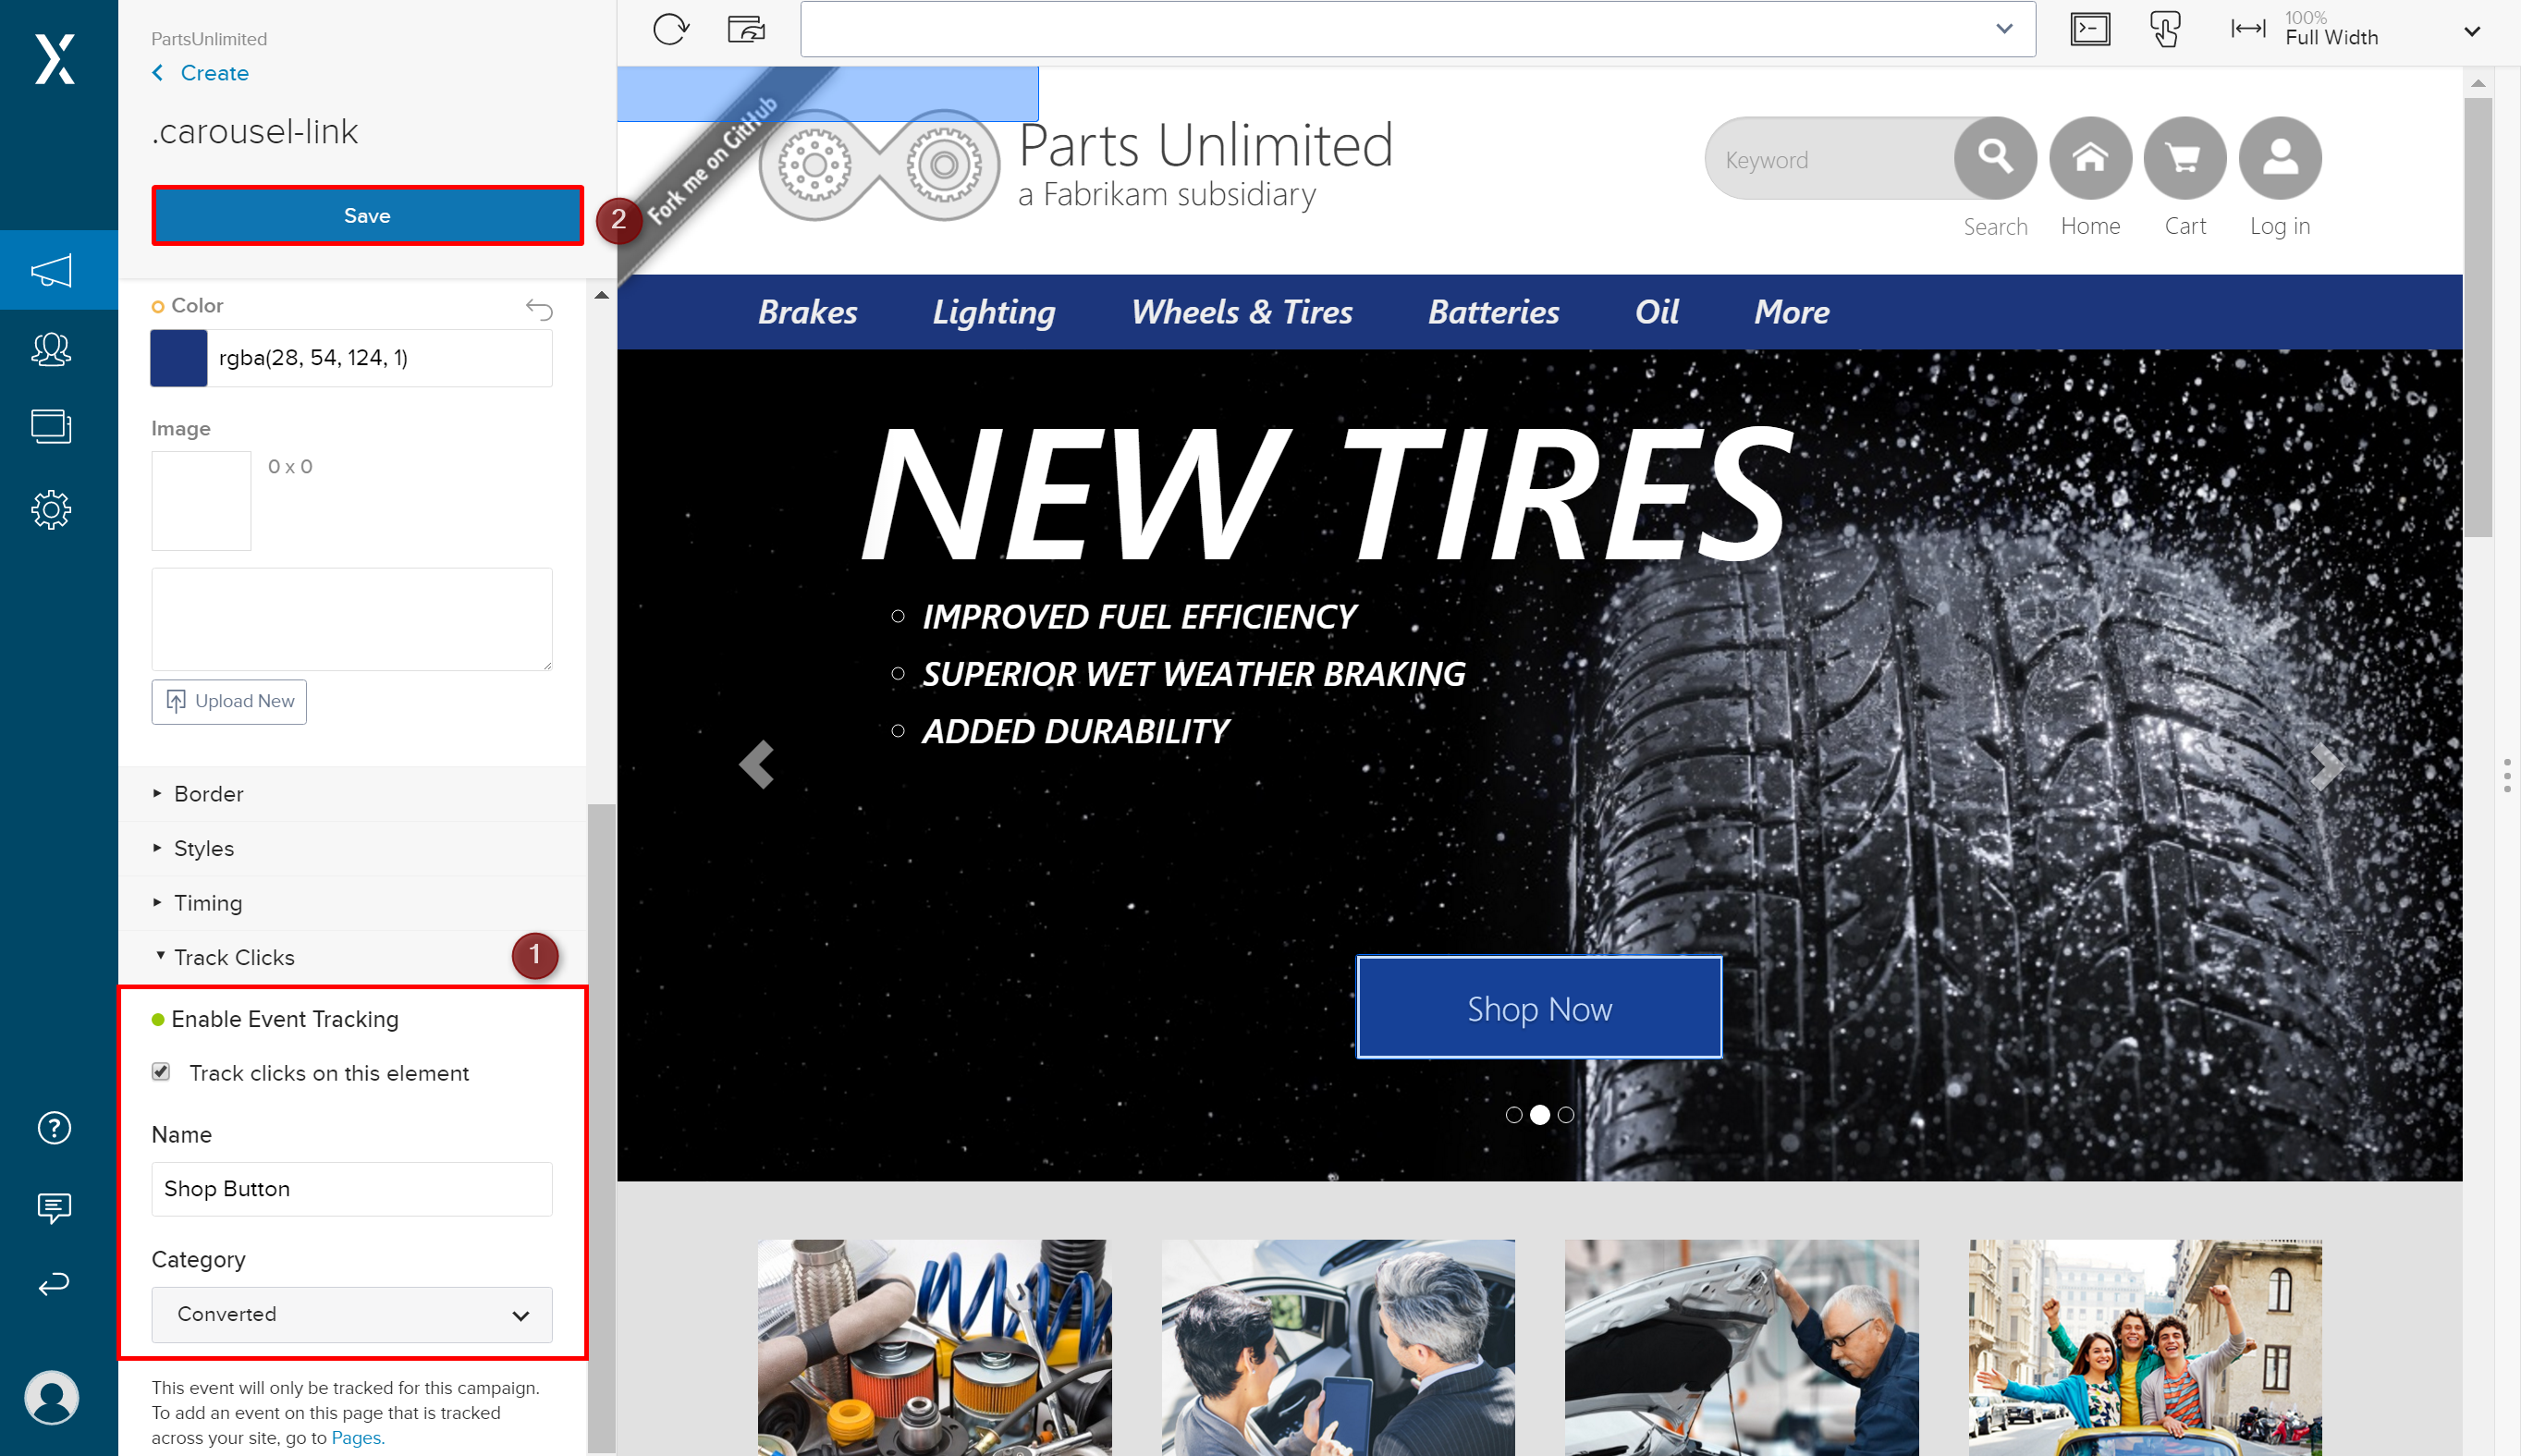 PartsUnlimited
Create
.carousel-link
Save
2
Color
rgba(28, 54, 124, 1)
Image
0 x 0
Upload New
Border
Styles
Timing
Track Clicks
1
Enable Event Tracking
Track clicks on this element
Name
Shop Button
Category
Converted
This event will only be tracked for this campaign.
To add an event on this page that is tracked
across your site, go to Pages.
100%
Full Width
Fork me on GitHub
Parts Unlimited
a Fabrikam subsidiary
Keyword
Search
Home
Cart
Log in
Brakes
Lighting
Wheels & Tires
Batteries
Oil
More
NEW TIRES
IMPROVED FUEL EFFICIENCY
SUPERIOR WET WEATHER BRAKING
ADDED DURABILITY
Shop Now